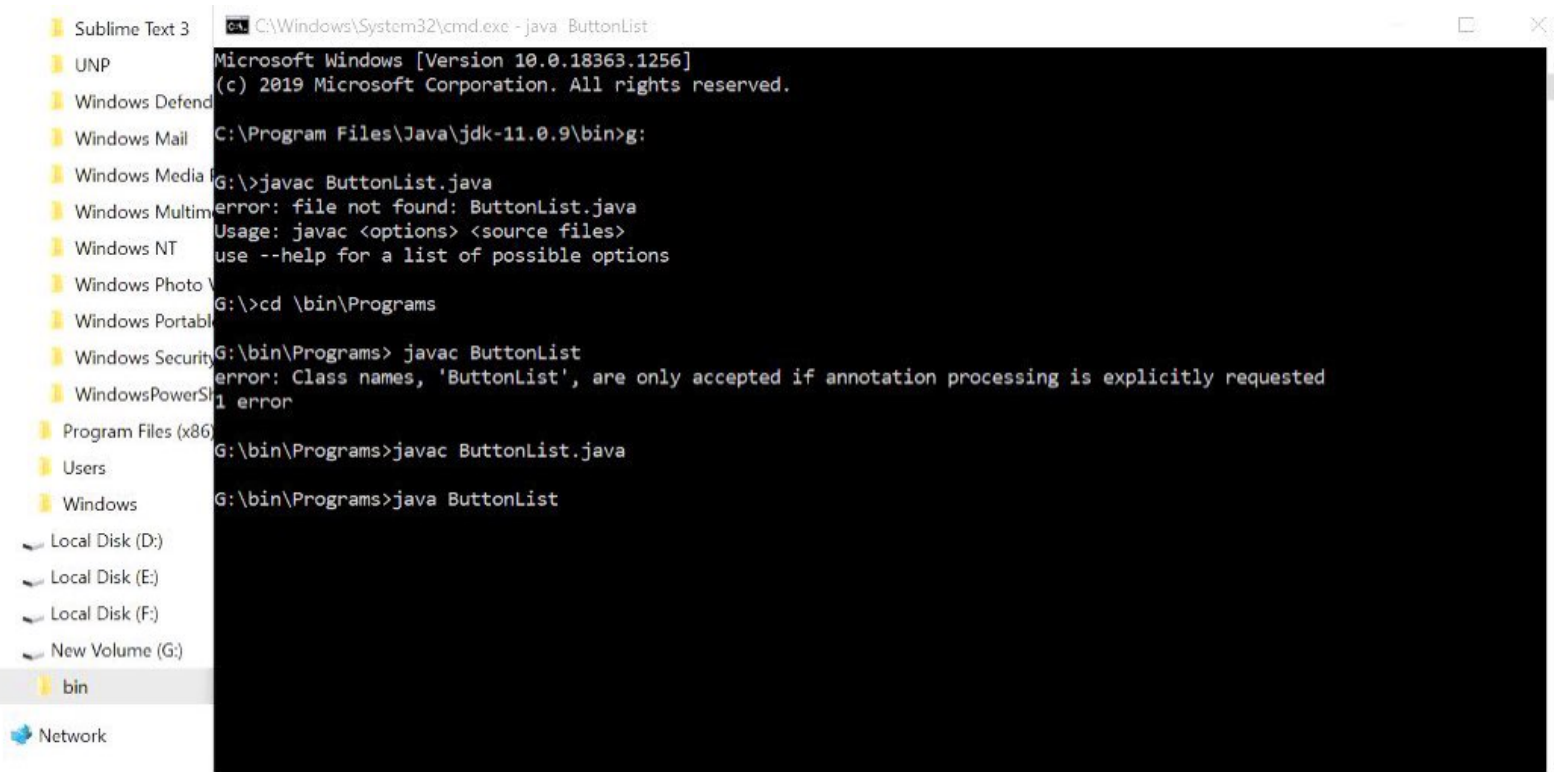 Sublime Text 3
UNP
Windows Defend
Windows Mail
Windows Media
Windows Multim
Windows NT
Windows Photo
Windows Portabl
Windows Security
WindowsPowerSh
Program Files (x86)
Users
Windows
Local Disk (D:)
Local Disk (E:)
Local Disk (F:)
New Volume (G:)
bin
Network
C:\Windows\System32\cmd.exe - java ButtonList
Microsoft Windows [Version 10.0.18363.1256]
(c) 2019 Microsoft Corporation. All rights reserved.
C:\Program Files\Java\jdk-11.0.9\bin>g:
G:\>javac ButtonList.java
error: file not found: ButtonList.java
Usage: javac <options> <source files>
use --help for a list of possible options
G:\>cd \bin\Programs
G:\bin\Programs> javac ButtonList
error: Class names, 'ButtonList', are only accepted if annotation processing is explicitly requested
1 error
G:\bin\Programs>javac ButtonList.java
G:\bin\Programs>java ButtonList